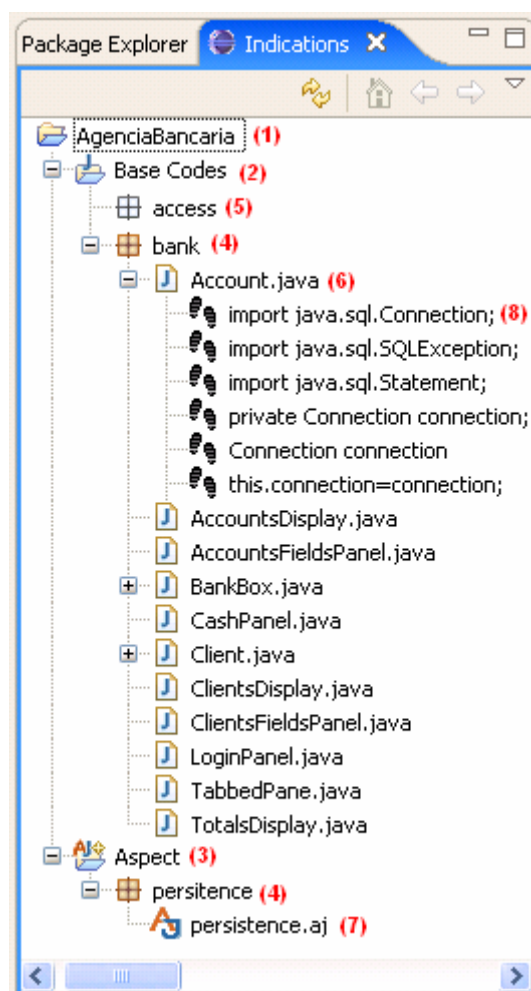 Package Explorer Indications
AgenciaBancaria (1)
Base Codes (2)
access (5)
bank (4)
Account.java (6)
import java.sql.Connection; (8)
import java.sql.SQLException;
import java.sql.Statement;
private Connection connection;
Connection connection
this.connection=connection;
AccountsDisplay.java
AccountsFieldsPanel.java
BankBox.java
CashPanel.java
Client.java
ClientsDisplay.java
ClientsFieldsPanel.java
LoginPanel.java
TabbedPane.java
TotalsDisplay.java
Aspect (3)
persitence (4)
persistence.aj (7)